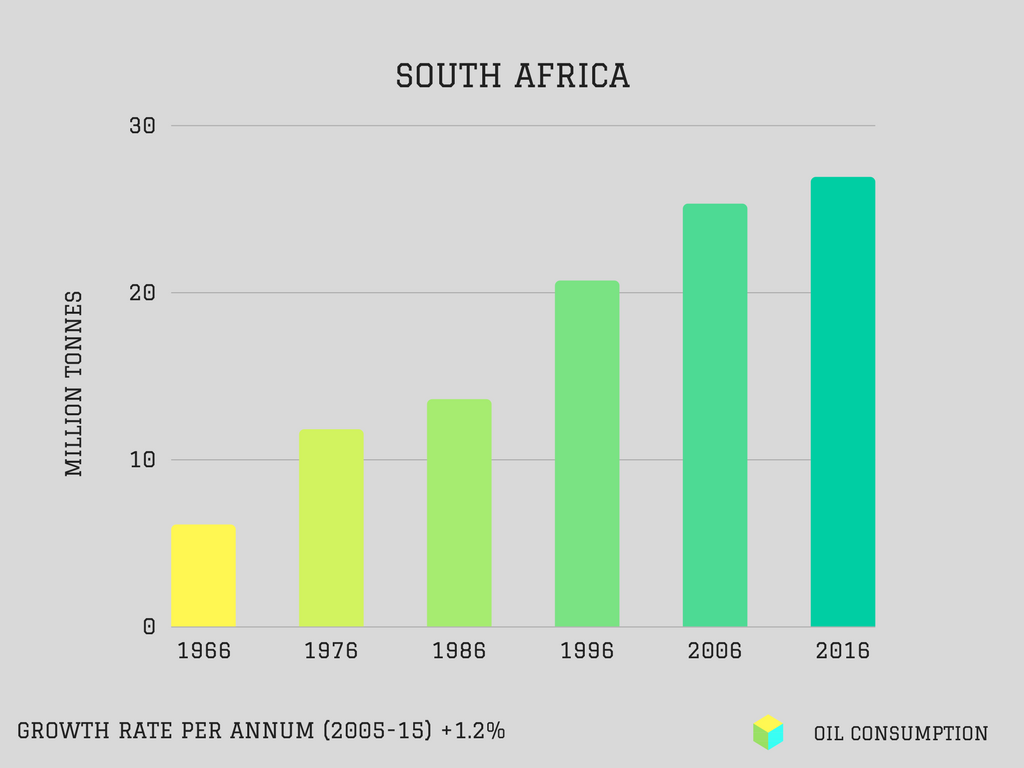 SOUTH AFRICA
30
20
10
0
MILLION TONNES
1966 1976 1986 1996 2006 2016
GROWTH RATE PER ANNUM (2005-15) +1.2%
OIL CONSUMPTION